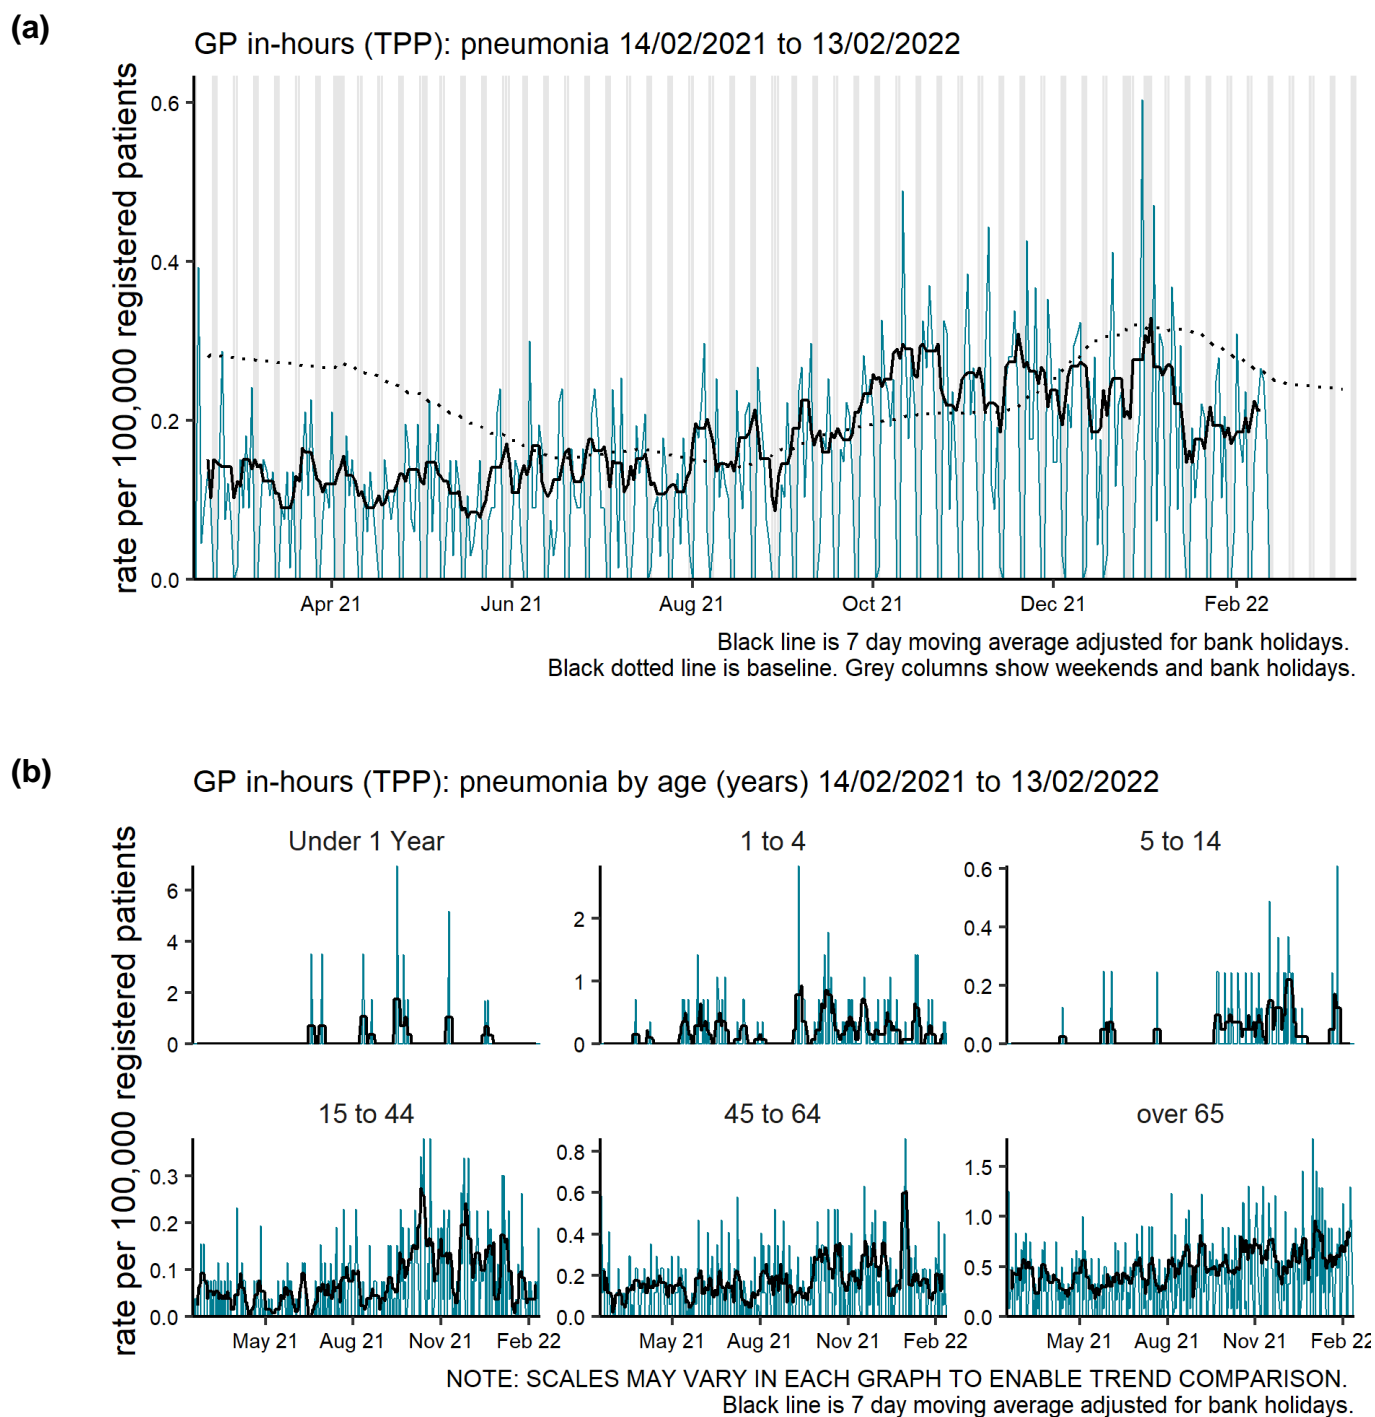 (a)
GP in-hours (TPP): pneumonia 14/02/2021 to 13/02/2022
rate per 100,000 registered patients
0.6
0.4
0.2
0.0
Apr 21 Jun 21 Aug 21 Oct 21 Dec 21 Feb 22
Black line is 7 day moving average adjusted for bank holidays.
Black dotted line is baseline. Grey columns show weekends and bank holidays.
(b)
GP in-hours (TPP): pneumonia by age (years) 14/02/2021 to 13/02/2022
rate per 100,000 registered patients
Under 1 Year
6
4
2
0
1 to 4
2
1
0
5 to 14
0.6
0.4
0.2
0.0
15 to 44
0.3
0.2
0.1
0.0
May 21 Aug 21 Nov 21 Feb 22
45 to 64
0.8
0.6
0.4
0.2
0.0
May 21 Aug 21 Nov 21 Feb 22
over 65
1.5
1.0
0.5
0.0
May 21 Aug 21 Nov 21 Feb 22
NOTE: SCALES MAY VARY IN EACH GRAPH TO ENABLE TREND COMPARISON.
Black line is 7 day moving average adjusted for bank holidays.